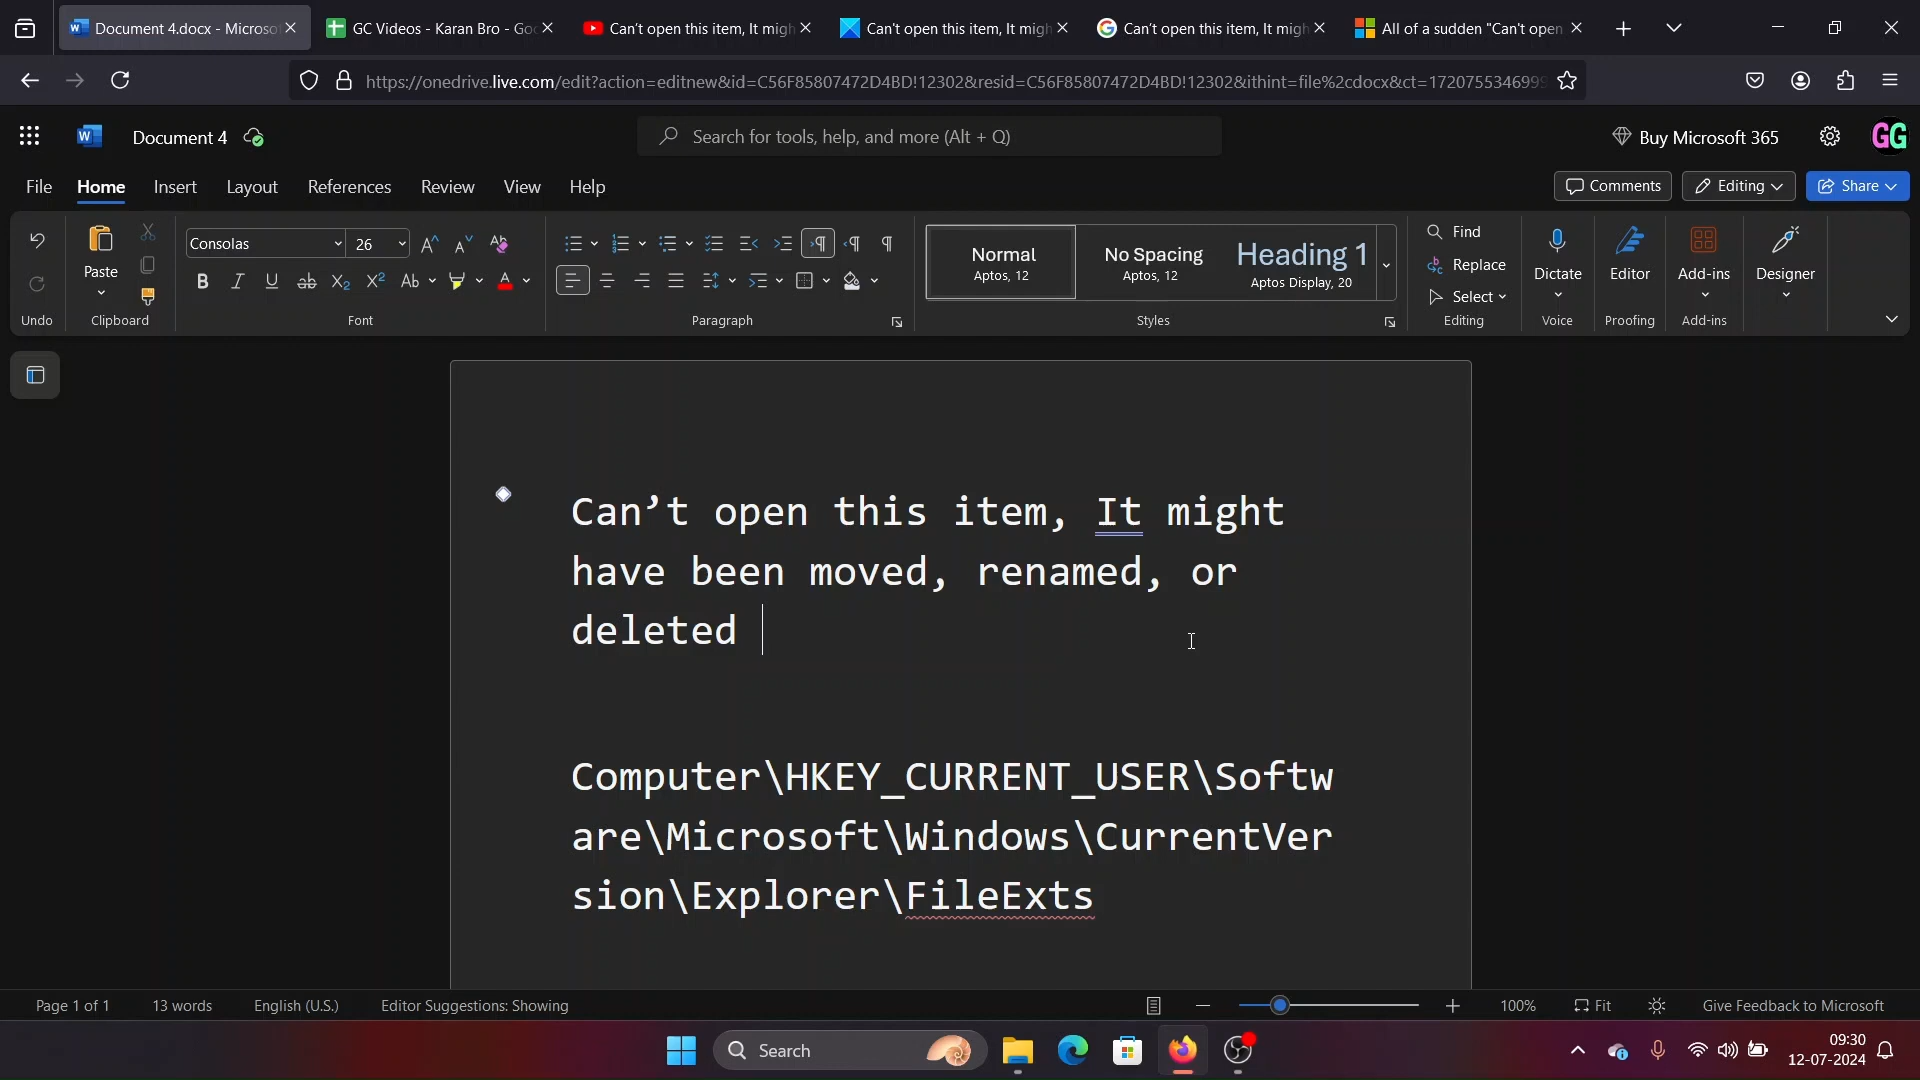 Document 4.docx - Microso
GC Videos - Karan Bro - Goo
Can't open this item, It migh
Can't open this item, It migh
Can't open this item, It migh
All of a sudden "Can't open
https://onedrive.live.com/edit?action=editnew&id=C56F85807472D4BD!12302&resid=C56F85807472D4BD!12302&ithint=file%2cdocx&ct=1720755346999
Document 4
Search for tools, help, and more (Alt + Q)
Buy Microsoft 365
GG
File Home Insert Layout References Review View Help
Comments Editing Share
Consolas 26
Normal
Aptos, 12
No Spacing
Aptos, 12
Heading 1
Aptos Display, 20
Find
Replace
Select
Paste
Dictate
Editor
Add-ins
Designer
Undo Clipboard Font Paragraph Styles Editing Voice Proofing Add-ins
Can’t open this item, It might
have been moved, renamed, or
deleted
Computer\HKEY_CURRENT_USER\Softw
are\Microsoft\Windows\CurrentVer
sion\Explorer\FileExts
Page 1 of 1 13 words English (U.S.) Editor Suggestions: Showing 100% Fit Give Feedback to Microsoft
Search
09:30
12-07-2024